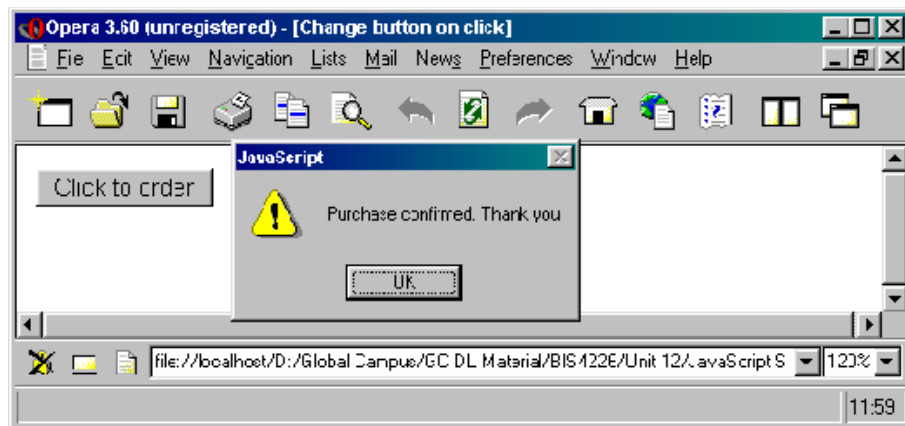 Opera 3.60 (unregistered) - [Change button on click]
File Edit View Navigation Lists Mail News Preferences Window Help
JavaScript
Click to order
Purchase confirmed. Thank you
OK
file://localhost/D:/Global Campus/GC DL Material/BIS4226/Unit 12/JavaScript S
120%
11:59